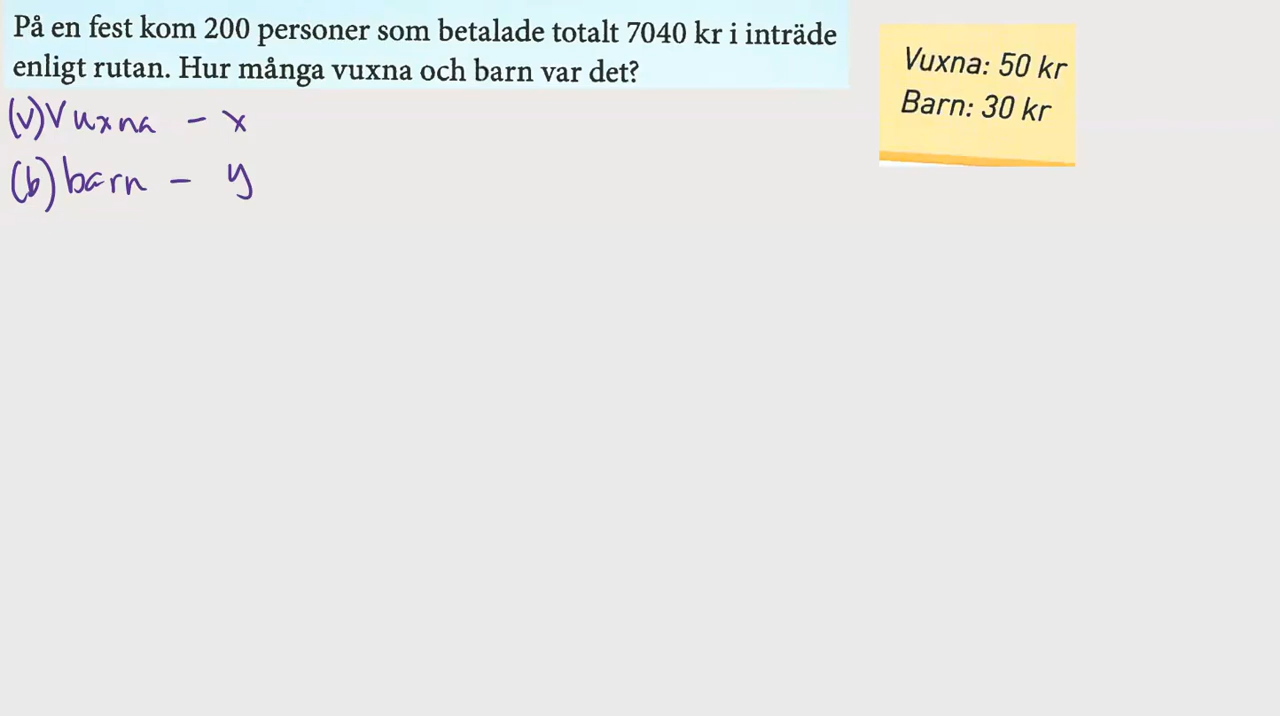 På en fest kom 200 personer som betalade totalt 7040 kr i inträde
enligt rutan. Hur många vuxna och barn var det?
Vuxna: 50 kr
Barn: 30 kr
(v) Vuxna - x
(b) barn - y